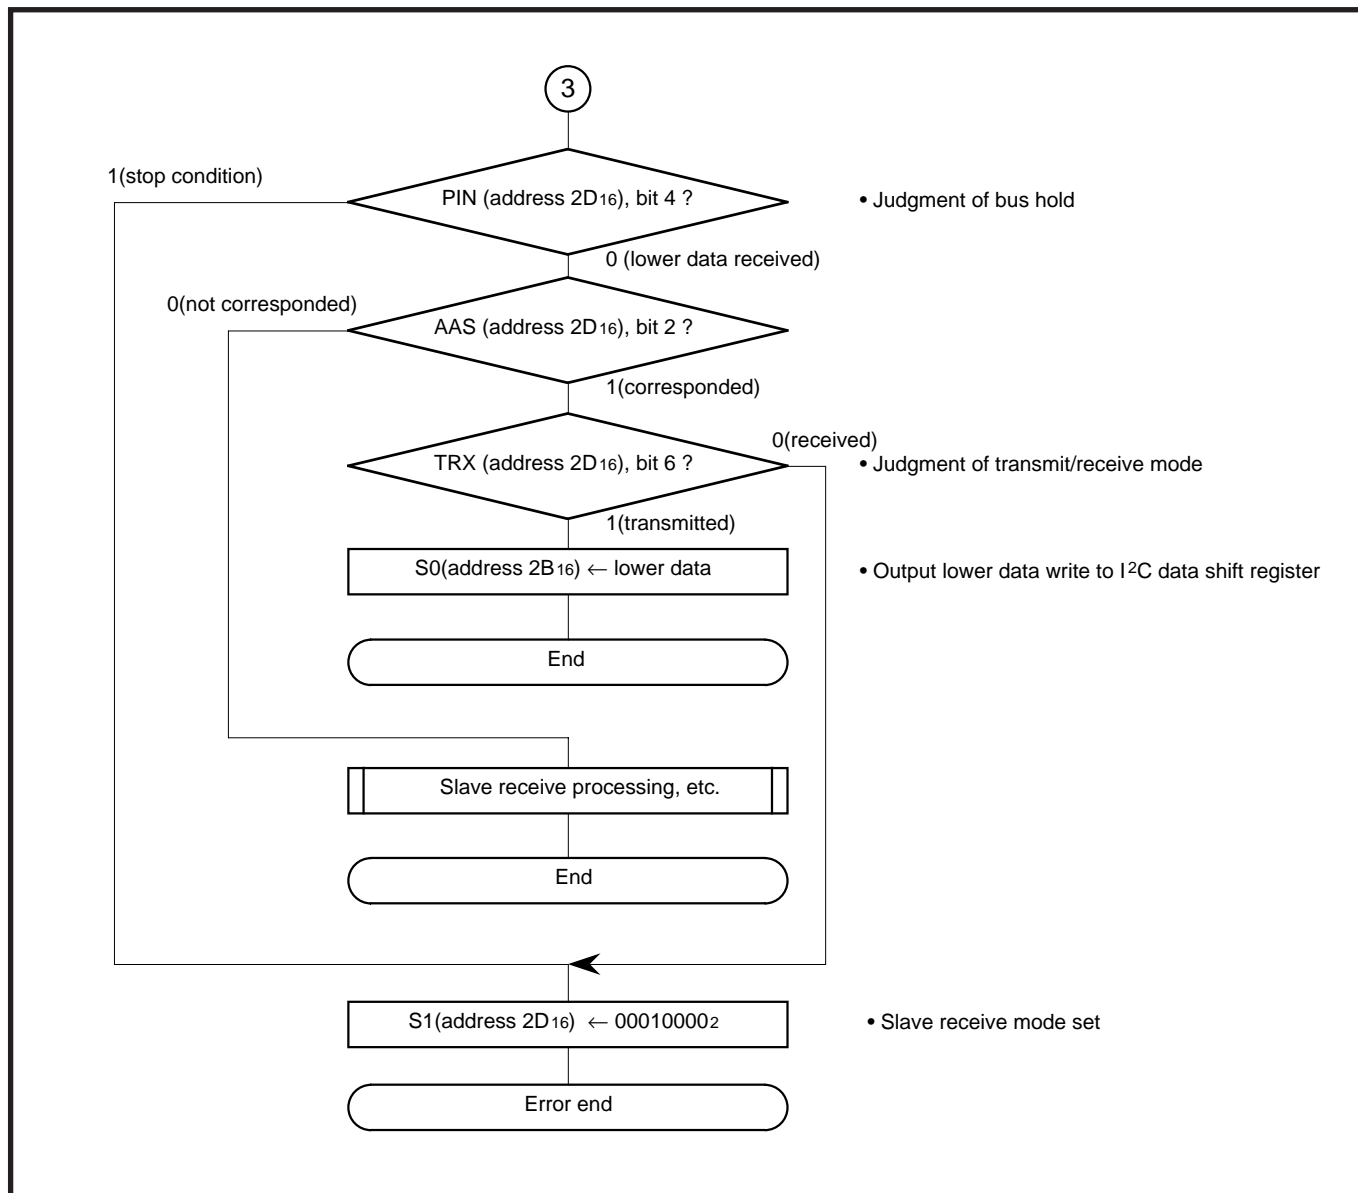 3
1(stop condition)
PIN (address 2D16), bit 4 ?
• Judgment of bus hold
0 (lower data received)
0(not corresponded)
AAS (address 2D16), bit 2 ?
1(corresponded)
0(received)
TRX (address 2D16), bit 6 ?
• Judgment of transmit/receive mode
1(transmitted)
S0(address 2B16) ← lower data
• Output lower data write to I2C data shift register
End
Slave receive processing, etc.
End
S1(address 2D16) ← 000100002
• Slave receive mode set
Error end